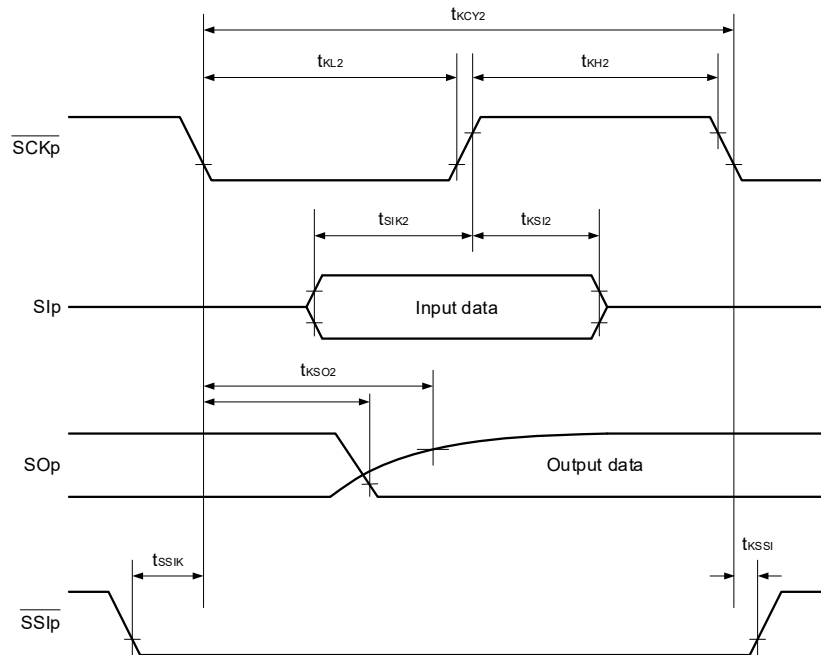 tKCY2
tKL2
tKH2
SCKp
tSIK2
tKSI2
SIp
Input data
tKSO2
SOp
Output data
tSSIK
tKSSI
SSIp